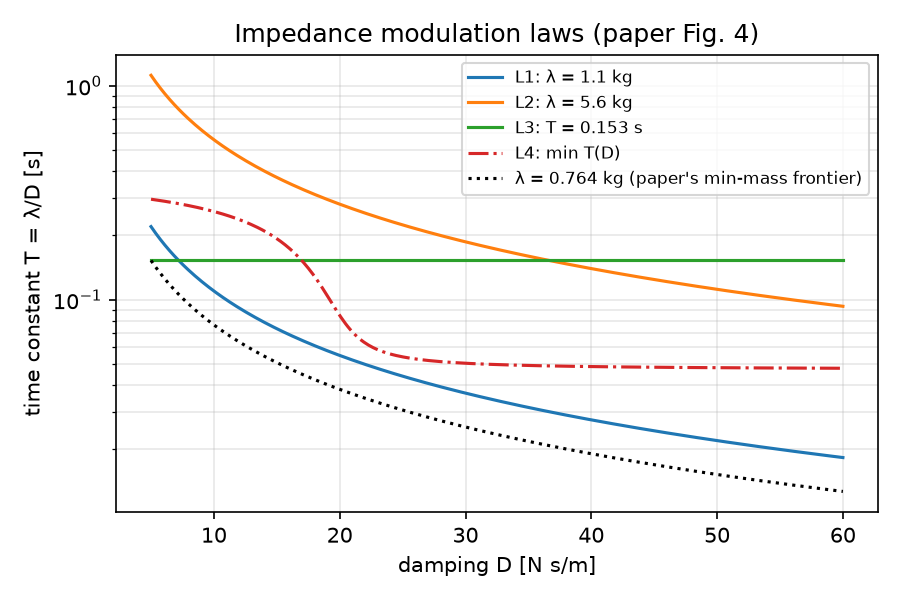 Impedance modulation laws (paper Fig. 4)
L1: λ = 1.1 kg
L2: λ = 5.6 kg
L3: T = 0.153 s
L4: min T(D)
λ = 0.764 kg (paper's min-mass frontier)
time constant T = λ/D [s]
10⁰
10⁻¹
10 20 30 40 50 60
damping D [N s/m]